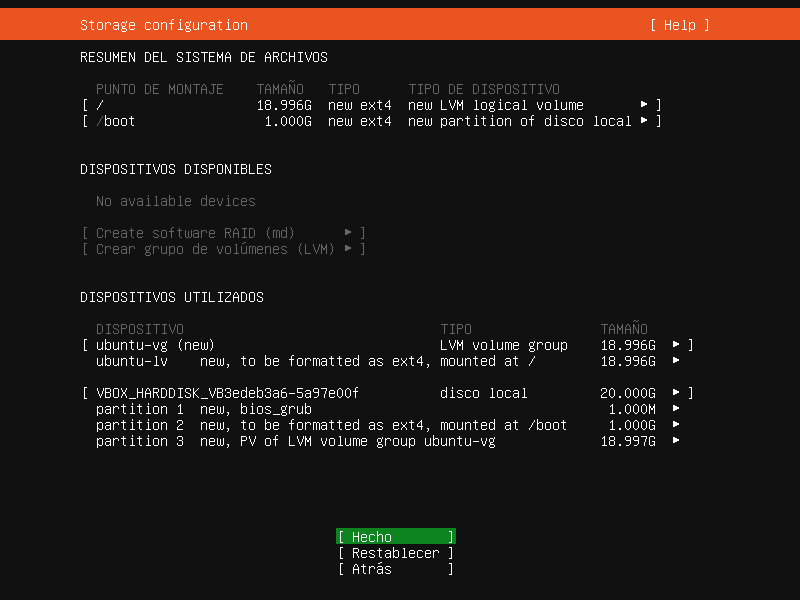 Storage configuration [ Help ]
RESUMEN DEL SISTEMA DE ARCHIVOS
PUNTO DE MONTAJE TAMAÑO TIPO TIPO DE DISPOSITIVO
[ / 18.996G new ext4 new LVM logical volume ▸ ]
[ /boot 1.000G new ext4 new partition of disco local ▸ ]
DISPOSITIVOS DISPONIBLES
No available devices
[ Create software RAID (md) ▸ ]
[ Crear grupo de volúmenes (LVM) ▸ ]
DISPOSITIVOS UTILIZADOS
DISPOSITIVO TIPO TAMAÑO
[ ubuntu-vg (new) LVM volume group 18.996G ▸ ]
ubuntu-lv new, to be formatted as ext4, mounted at / 18.996G ▸
[ VBOX_HARDDISK_VB3edeb3a6-5a97e00f disco local 20.000G ▸ ]
partition 1 new, bios_grub 1.000M ▸
partition 2 new, to be formatted as ext4, mounted at /boot 1.000G ▸
partition 3 new, PV of LVM volume group ubuntu-vg 18.997G ▸
[ Hecho ]
[ Restablecer ]
[ Atrás ]